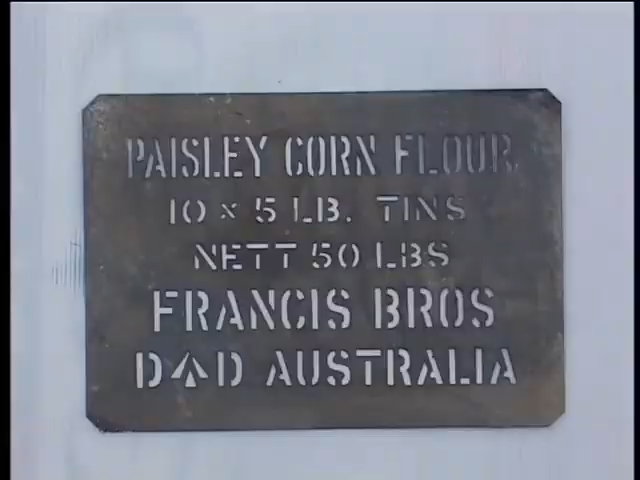 PAISLEY CORN FLOUR
10 x 5 LB. TINS
NETT 50 LBS
FRANCIS BROS
D↑D AUSTRALIA